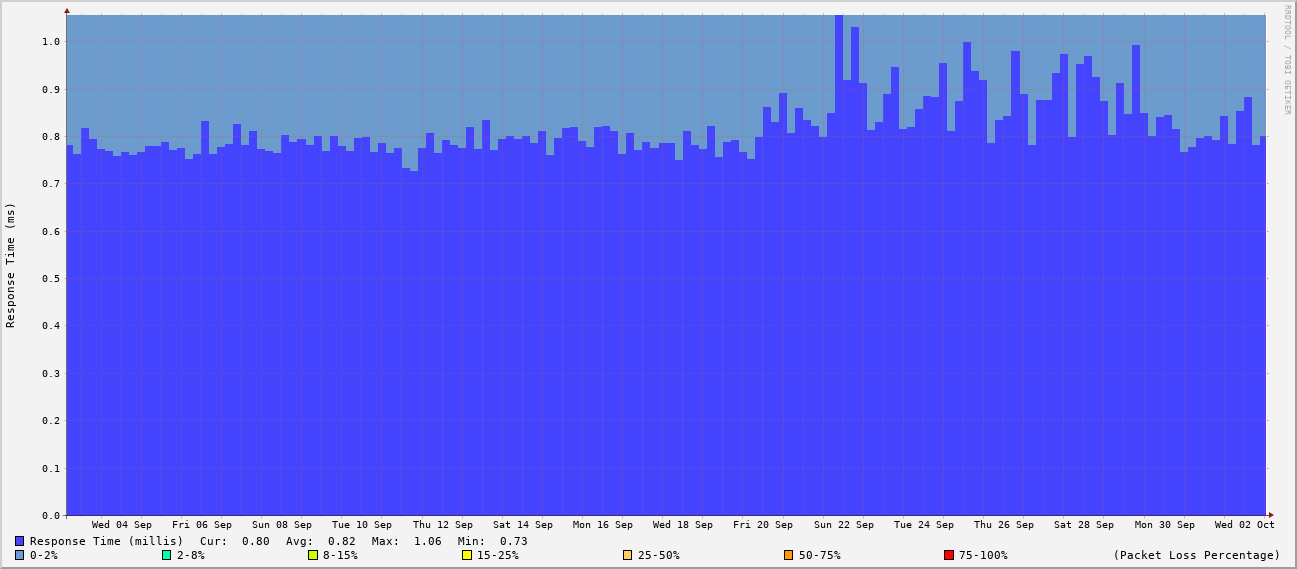 RRDTOOL / TOBI OETIKER
Response Time (ms)
1.0
0.9
0.8
0.7
0.6
0.5
0.4
0.3
0.2
0.1
0.0
Wed 04 Sep Fri 06 Sep Sun 08 Sep Tue 10 Sep Thu 12 Sep Sat 14 Sep Mon 16 Sep Wed 18 Sep Fri 20 Sep Sun 22 Sep Tue 24 Sep Thu 26 Sep Sat 28 Sep Mon 30 Sep Wed 02 Oct
Response Time (millis) Cur: 0.80 Avg: 0.82 Max: 1.06 Min: 0.73
0-2% 2-8% 8-15% 15-25% 25-50% 50-75% 75-100% (Packet Loss Percentage)